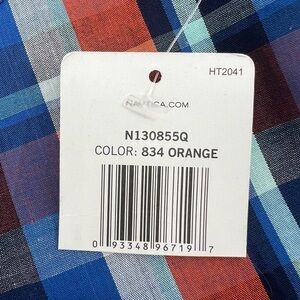 HT2041
NAUTICA.COM
N130855Q
COLOR: 834 ORANGE
0 93348 96719 7